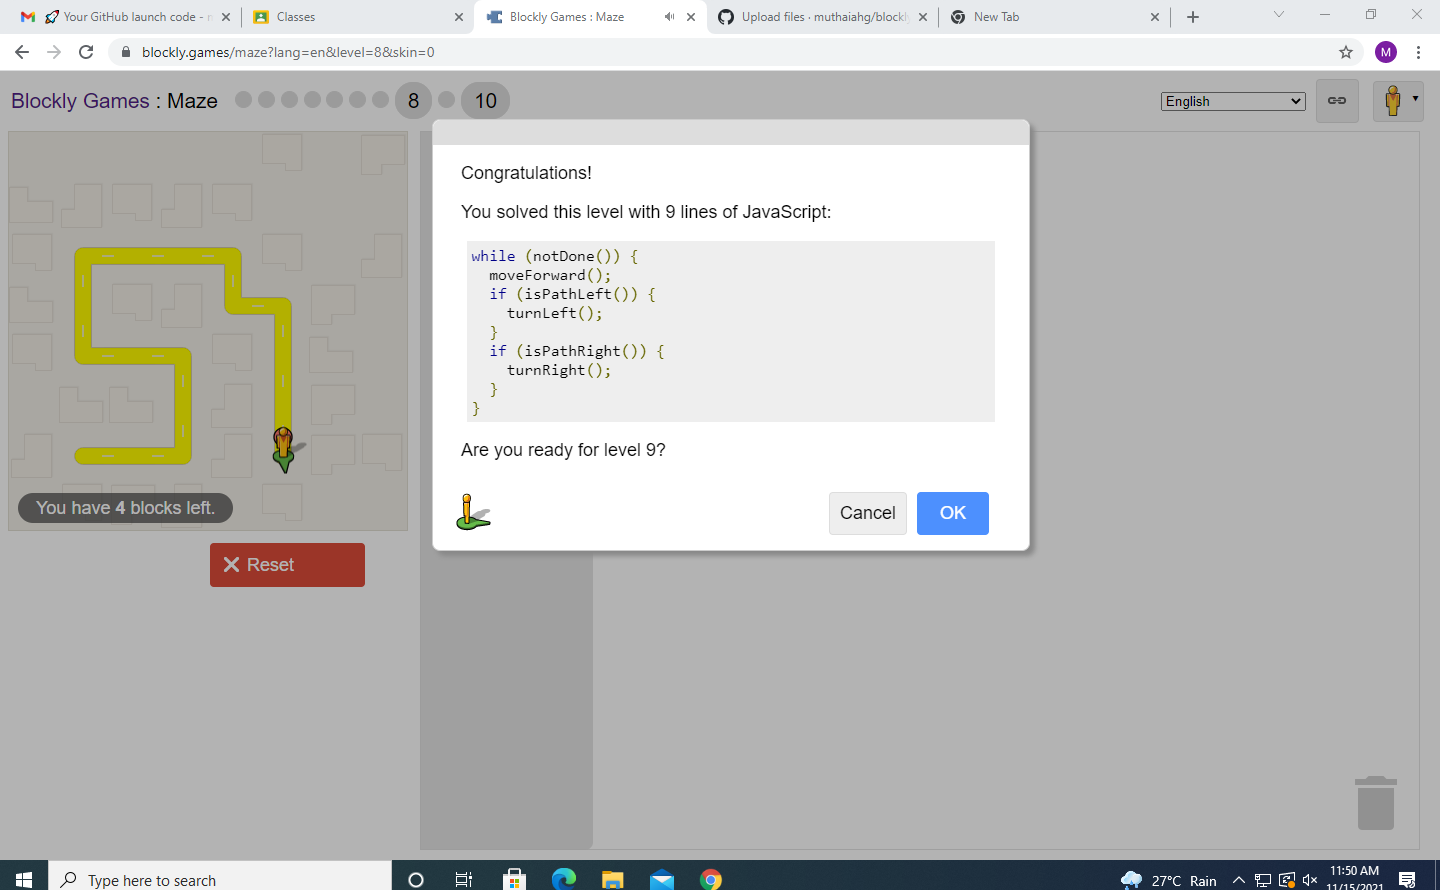 Your GitHub launch code -
Classes
Blockly Games : Maze
Upload files · muthaiahg/blockl
New Tab
blockly.games/maze?lang=en&level=8&skin=0
M
Blockly Games : Maze
8
10
English
Congratulations!
You solved this level with 9 lines of JavaScript:
while (notDone()) {
moveForward();
if (isPathLeft()) {
turnLeft();
}
if (isPathRight()) {
turnRight();
}
}
Are you ready for level 9?
Cancel
OK
You have 4 blocks left.
Reset
Type here to search
27°C Rain
11:50 AM
11/15/2021